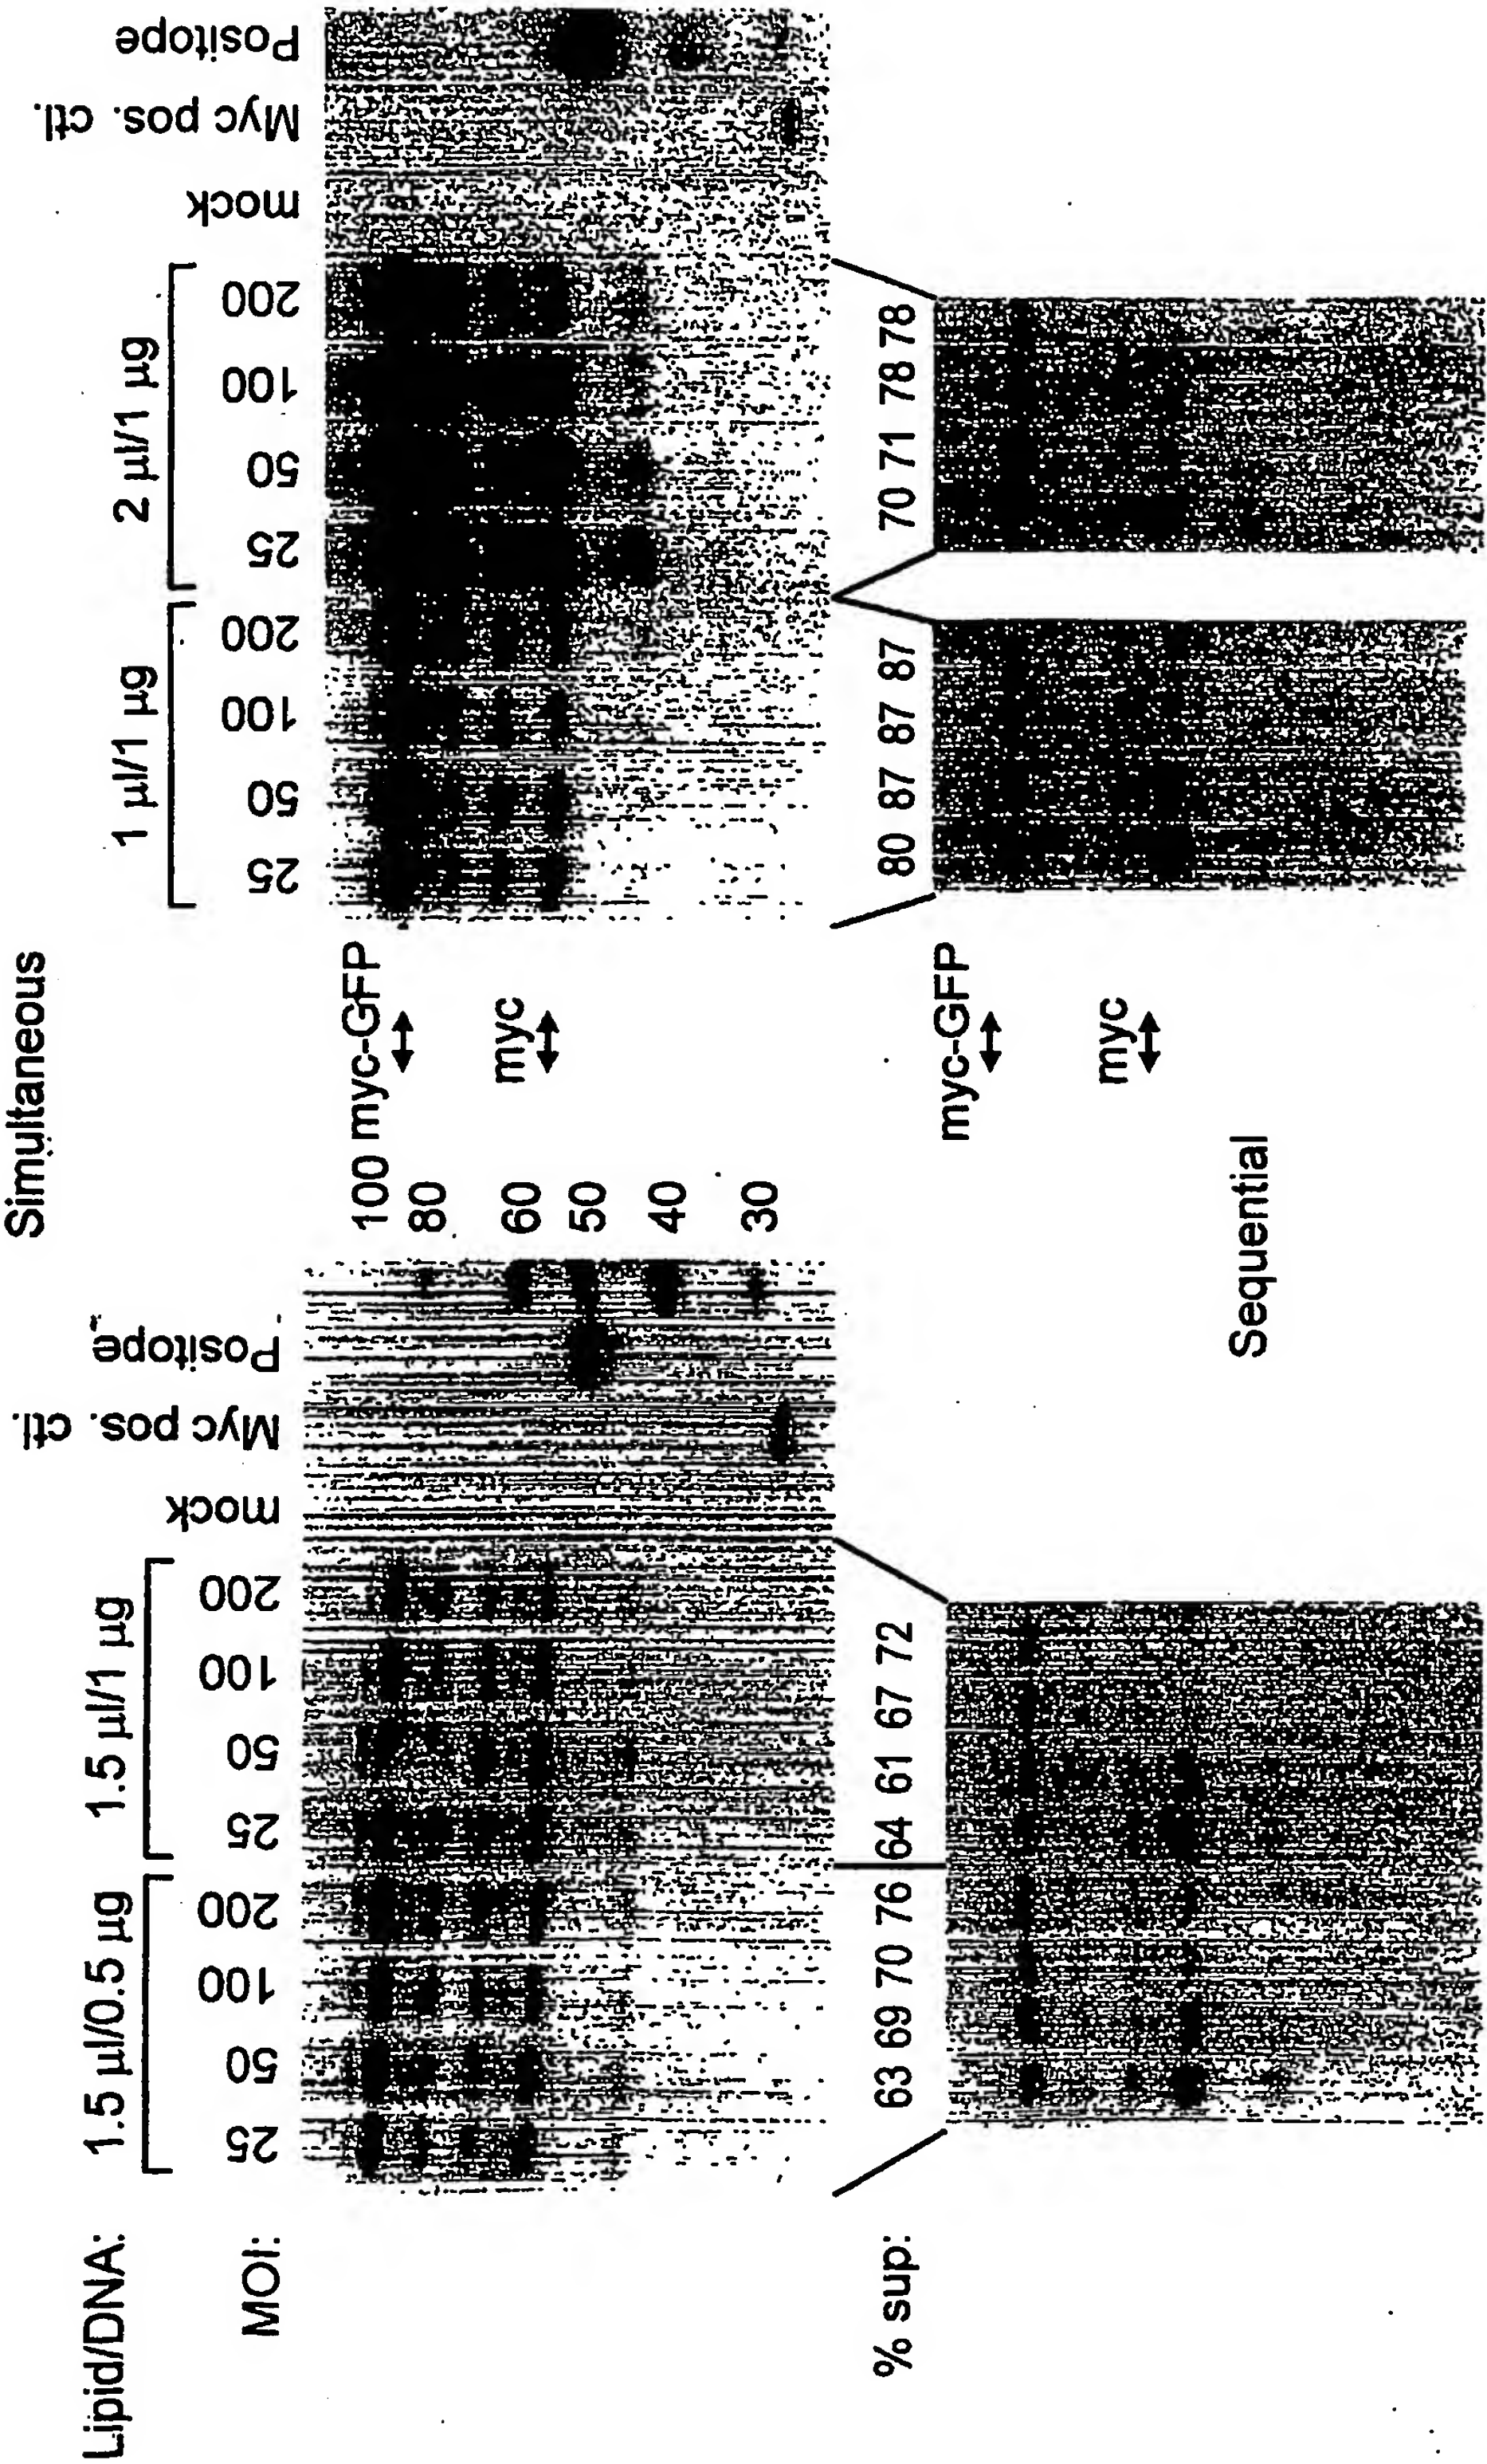 Simultaneous
Lipid/DNA: 1.5 µl/0.5 µg 1.5 µl/1 µg 1 µl/1 µg 2 µl/1 µg
MOI: 25 50 100 200 25 50 100 200 mock Myc pos. ctl. Positope 25 50 100 200 25 50 100 200 mock Myc pos. ctl. Positope
100 myc-GFP
80
60 myc
50
40
30
% sup: 63 69 70 76 64 61 67 72 80 87 87 87 70 71 78 78
myc-GFP
myc
Sequential